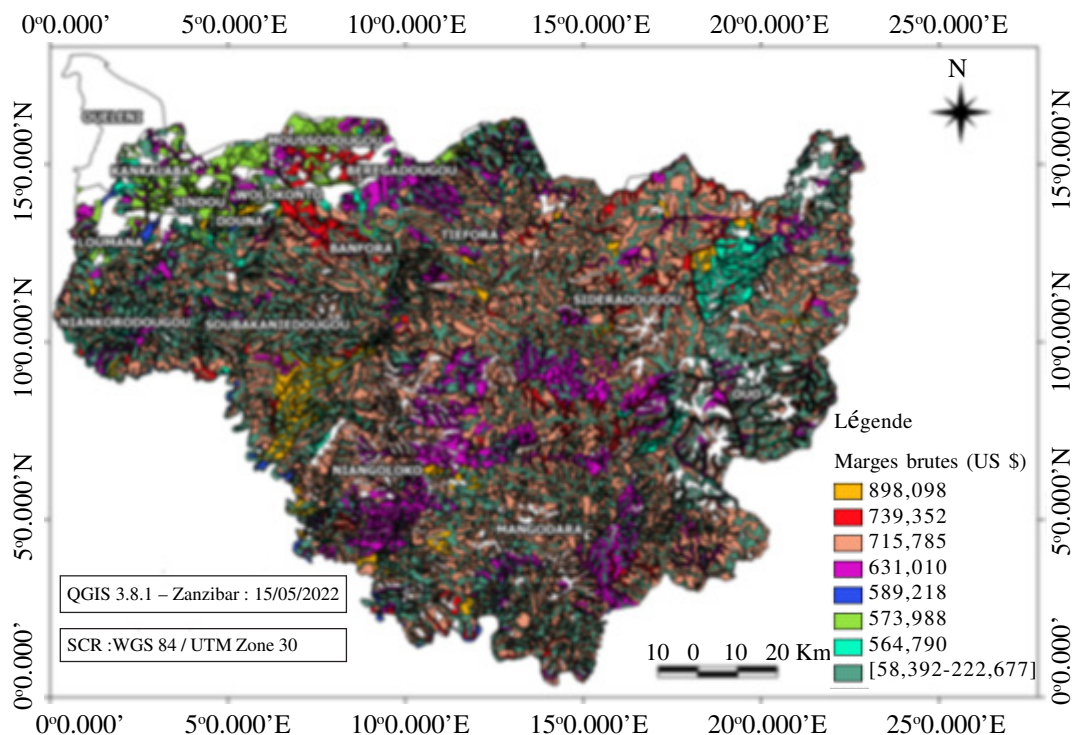 0°0.000’ 5°0.000’E 10°0.000’E 15°0.000’E 20°0.000’E 25°0.000’E
N
15°0.000’N
15°0.000’N
10°0.000’N
10°0.000’N
5°0.000’N
5°0.000’N
0°0.000’
0°0.000’
OUELENI
MOUSSODOUGOU
KANKALABA
BEREGADOUGOU
SINDOU
WOLONKOTO
DOUNA
LOUMANA
BANFORA
TIEFORA
SIDERADOUGOU
NIANKORODOUGOU
SOUBAKANIEDOUGOU
OUO
NIANGOLOKO
MANGODARA
Légende
Marges brutes (US $)
898,098
739,352
715,785
631,010
589,218
573,988
564,790
[58,392-222,677]
QGIS 3.8.1 – Zanzibar : 15/05/2022
SCR :WGS 84 / UTM Zone 30
10 0 10 20 Km
0°0.000’ 5°0.000’E 10°0.000’E 15°0.000’E 20°0.000’E 25°0.000’E